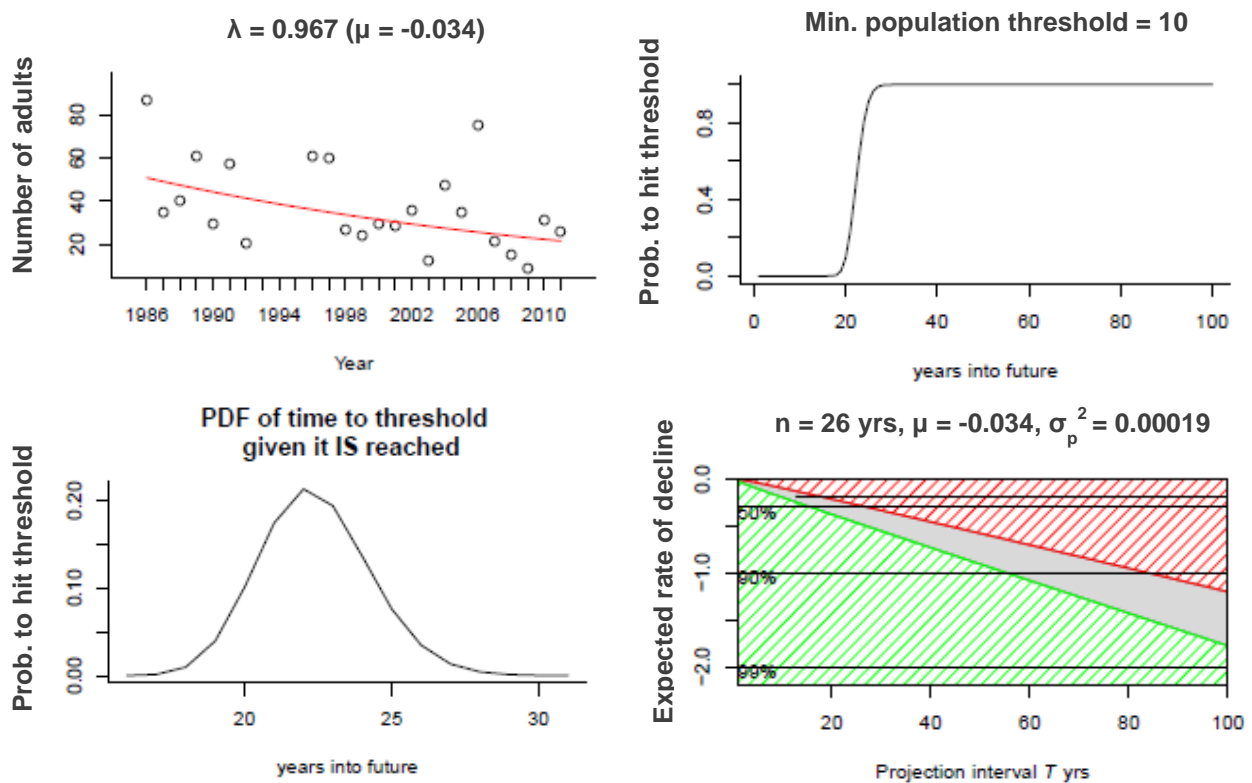 λ = 0.967 (μ = -0.034)
Number of adults
80
60
40
20
1986
1990
1994
1998
2002
2006
2010
Year
Min. population threshold = 10
Prob. to hit threshold
0.8
0.4
0.0
0
20
40
60
80
100
years into future
PDF of time to threshold
given it IS reached
Prob. to hit threshold
0.20
0.10
0.00
20
25
30
years into future
n = 26 yrs, μ = -0.034, σp² = 0.00019
Expected rate of decline
0.0
-1.0
-2.0
50%
90%
99%
20
40
60
80
100
Projection interval T yrs